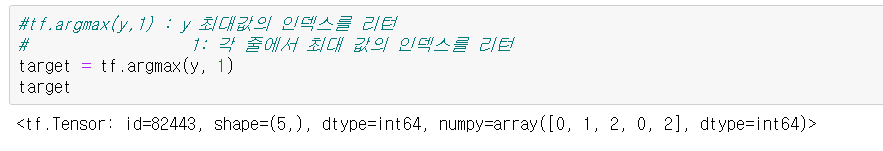 #tf.argmax(y,1) : y 최대값의 인덱스를 리턴
#                 1: 각 줄에서 최대 값의 인덱스를 리턴
target = tf.argmax(y, 1)
target
<tf.Tensor: id=82443, shape=(5,), dtype=int64, numpy=array([0, 1, 2, 0, 2], dtype=int64)>